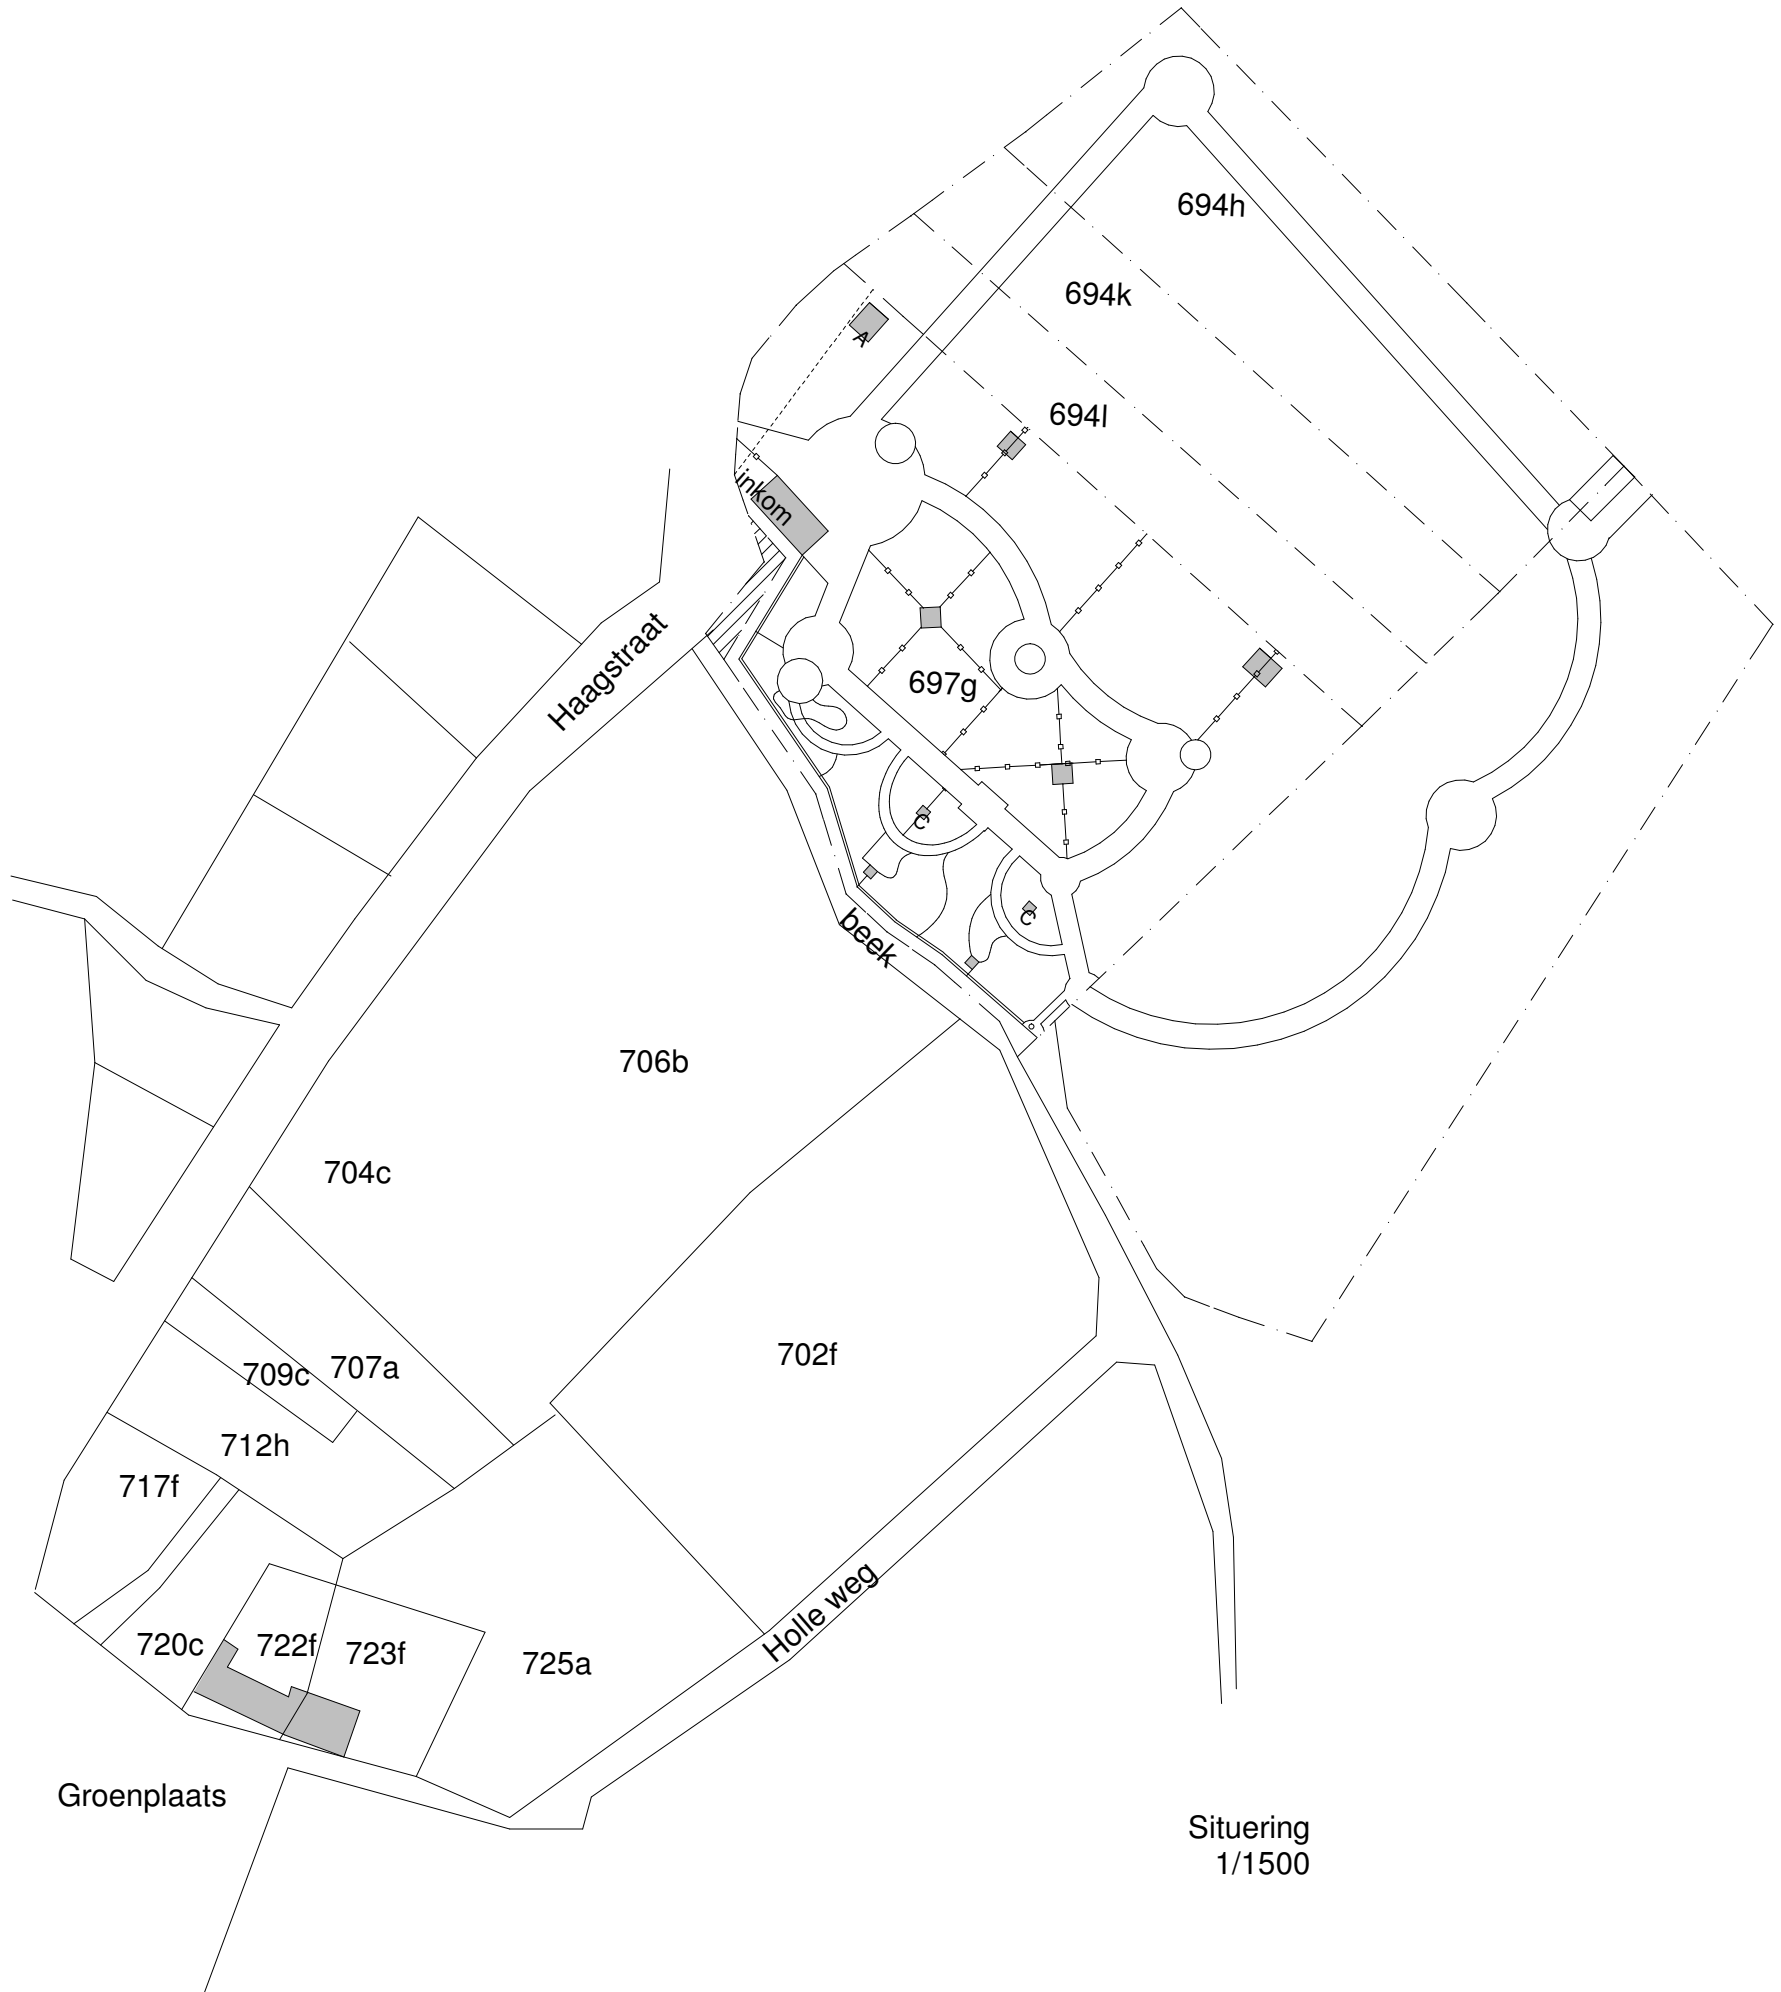 694h
694k
A
694l
inkom
Haagstraat
697g
C
C
beek
706b
704c
702f
709c
707a
712h
717f
Holle weg
720c
722f
723f
725a
Groenplaats
Situering
1/1500